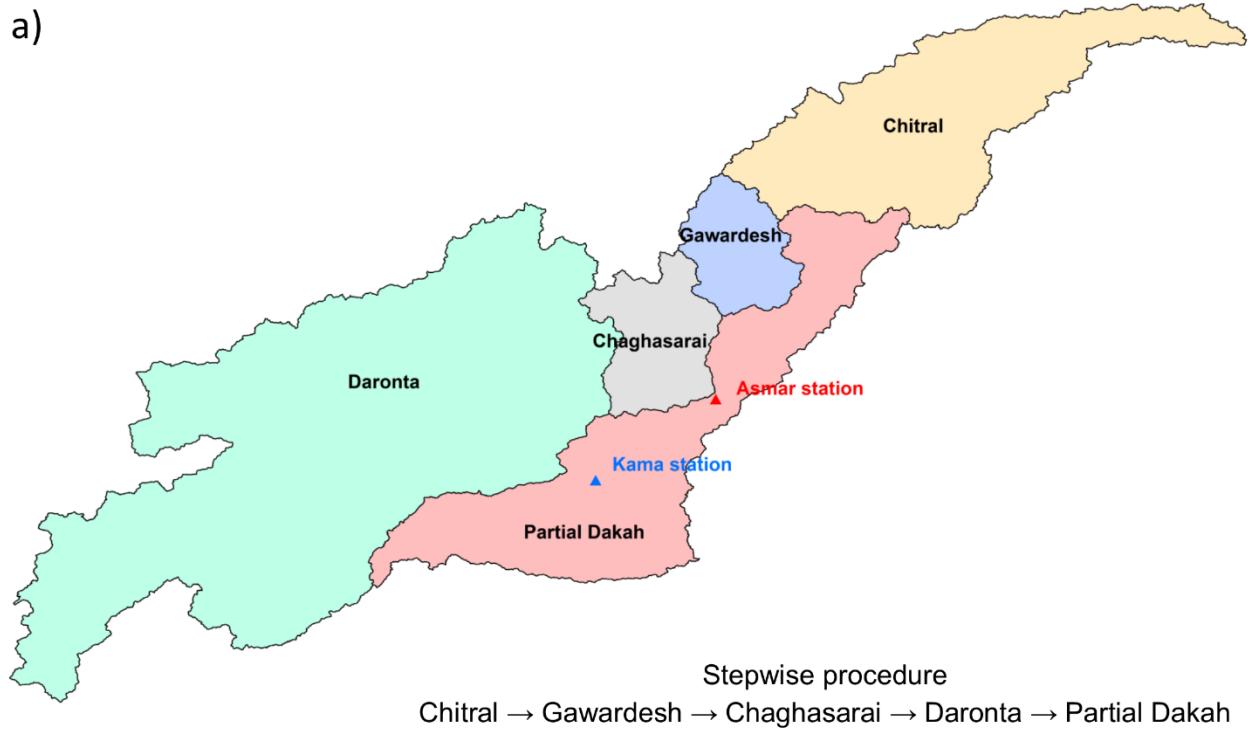 a)
Chitral
Gawardesh
Chaghasarai
Daronta
Asmar station
Kama station
Partial Dakah
Stepwise procedure
Chitral → Gawardesh → Chaghasarai → Daronta → Partial Dakah